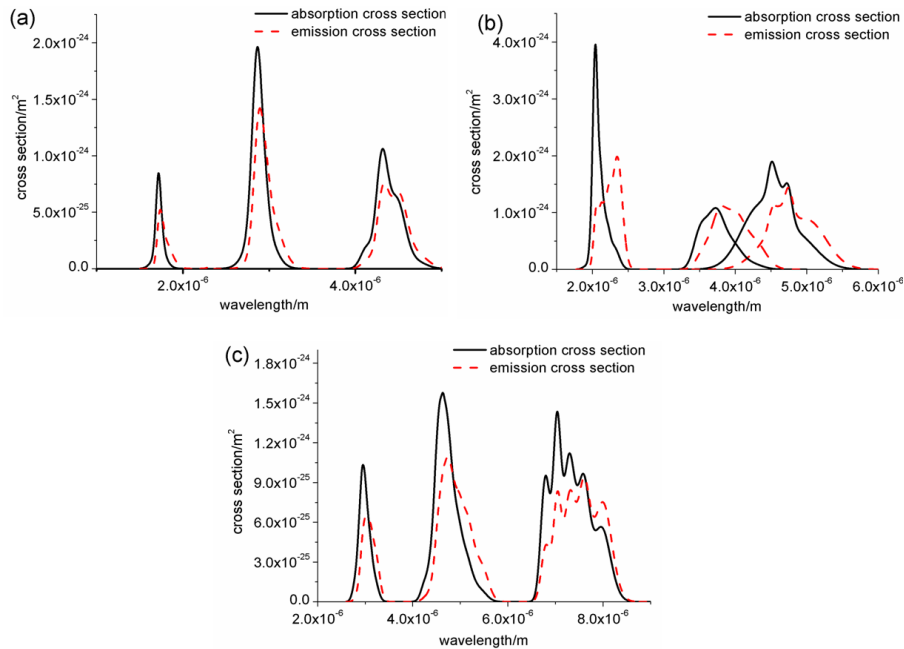 (a)
absorption cross section
emission cross section
2.0x10⁻²⁴
1.5x10⁻²⁴
1.0x10⁻²⁴
5.0x10⁻²⁵
0.0
cross section/m²
2.0x10⁻⁶
4.0x10⁻⁶
wavelength/m
(b)
absorption cross section
emission cross section
4.0x10⁻²⁴
3.0x10⁻²⁴
2.0x10⁻²⁴
1.0x10⁻²⁴
0.0
cross section/m²
2.0x10⁻⁶
3.0x10⁻⁶
4.0x10⁻⁶
5.0x10⁻⁶
6.0x10⁻⁶
wavelength/m
(c)
absorption cross section
emission cross section
1.8x10⁻²⁴
1.5x10⁻²⁴
1.2x10⁻²⁴
9.0x10⁻²⁵
6.0x10⁻²⁵
3.0x10⁻²⁵
0.0
cross section/m²
2.0x10⁻⁶
4.0x10⁻⁶
6.0x10⁻⁶
8.0x10⁻⁶
wavelength/m